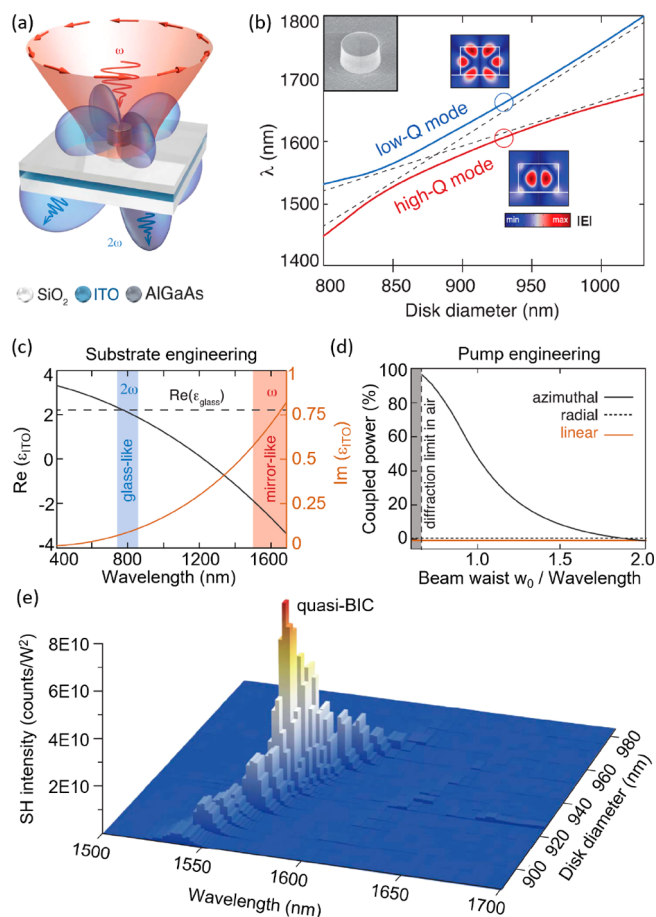 (a)
ω
2ω
SiO2 ITO AlGaAs
(b)
1800
1700
1600
1500
1400
λ (nm)
low-Q mode
high-Q mode
min max |E|
800 850 900 950 1000
Disk diameter (nm)
(c) Substrate engineering
4
2
0
-2
-4
Re (εITO)
2ω
Re(εglass)
ω
glass-like
mirror-like
1
0.75
0.5
0.25
0
Im (εITO)
400 800 1200 1600
Wavelength (nm)
(d) Pump engineering
100
80
60
40
20
0
Coupled power (%)
diffraction limit in air
azimuthal
radial
linear
1.0 1.5 2.0
Beam waist w0 / Wavelength
(e)
quasi-BIC
8E10
6E10
4E10
2E10
SH intensity (counts/W2)
1500 1550 1600 1650 1700
Wavelength (nm)
900 920 940 960 980
Disk diameter (nm)